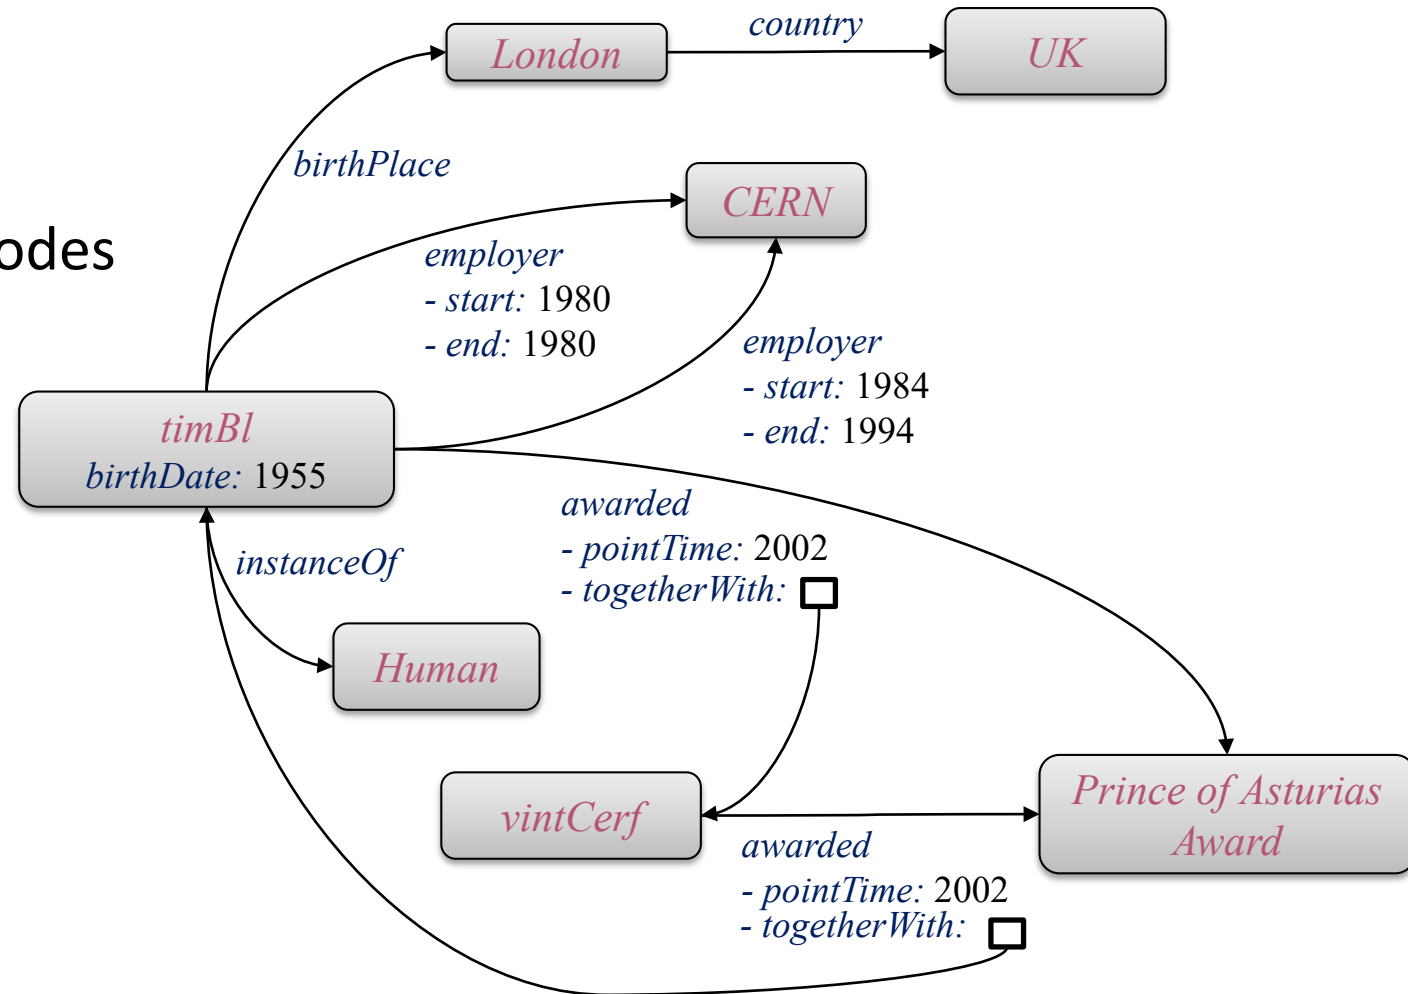 country
London
UK
birthPlace
CERN
odes
employer
- start: 1980
- end: 1980
employer
- start: 1984
- end: 1994
timBl
birthDate: 1955
awarded
- pointTime: 2002
- togetherWith:
instanceOf
Human
vintCerf
Prince of Asturias
Award
awarded
- pointTime: 2002
- togetherWith: